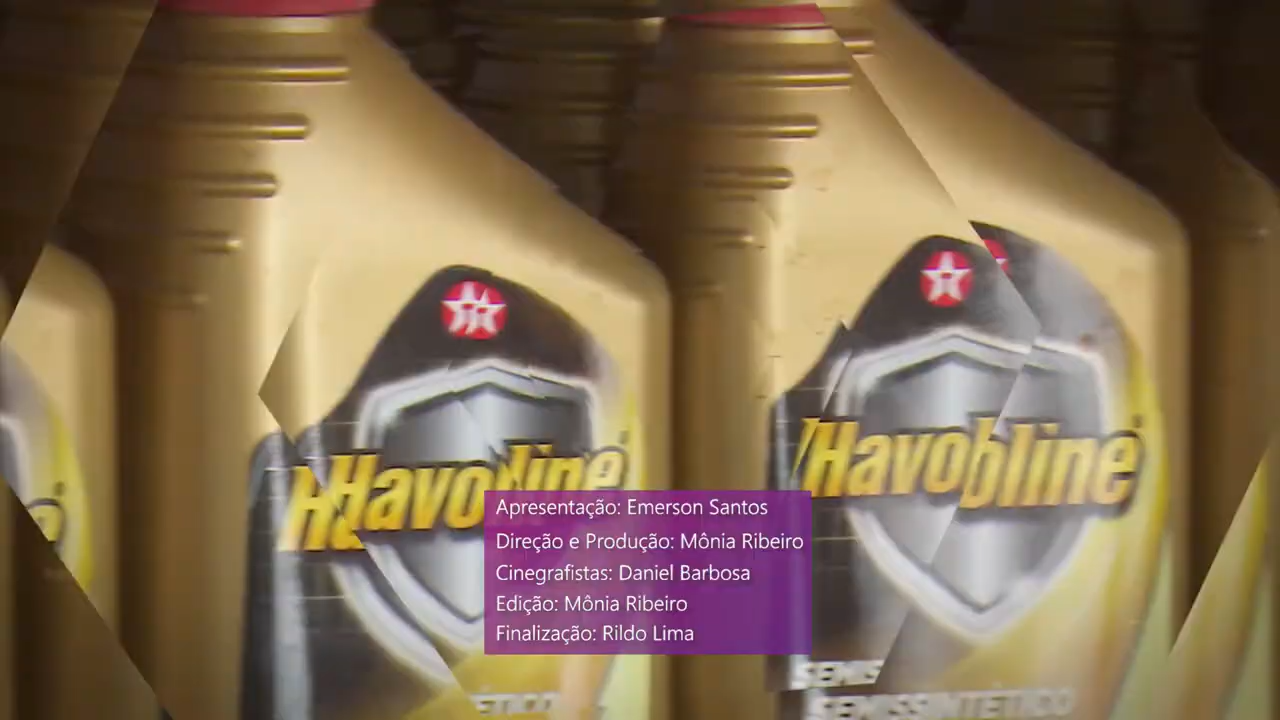 Havoline
Havoline
Apresentação: Emerson Santos
Direção e Produção: Mônia Ribeiro
Cinegrafistas: Daniel Barbosa
Edição: Mônia Ribeiro
Finalização: Rildo Lima
SEMISSINTÉTICO